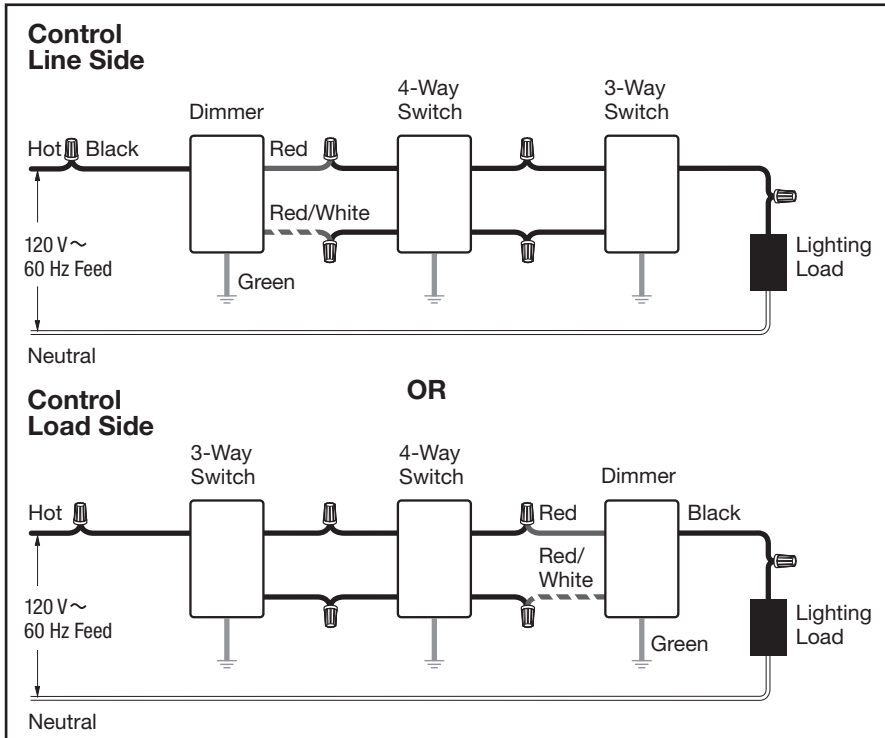 Control
Line Side
Dimmer
4-Way
Switch
3-Way
Switch
Hot
Black
Red
Red/White
120 V~
60 Hz Feed
Green
Lighting
Load
Neutral
OR
Control
Load Side
3-Way
Switch
4-Way
Switch
Dimmer
Hot
Red
Black
Red/
White
120 V~
60 Hz Feed
Green
Lighting
Load
Neutral